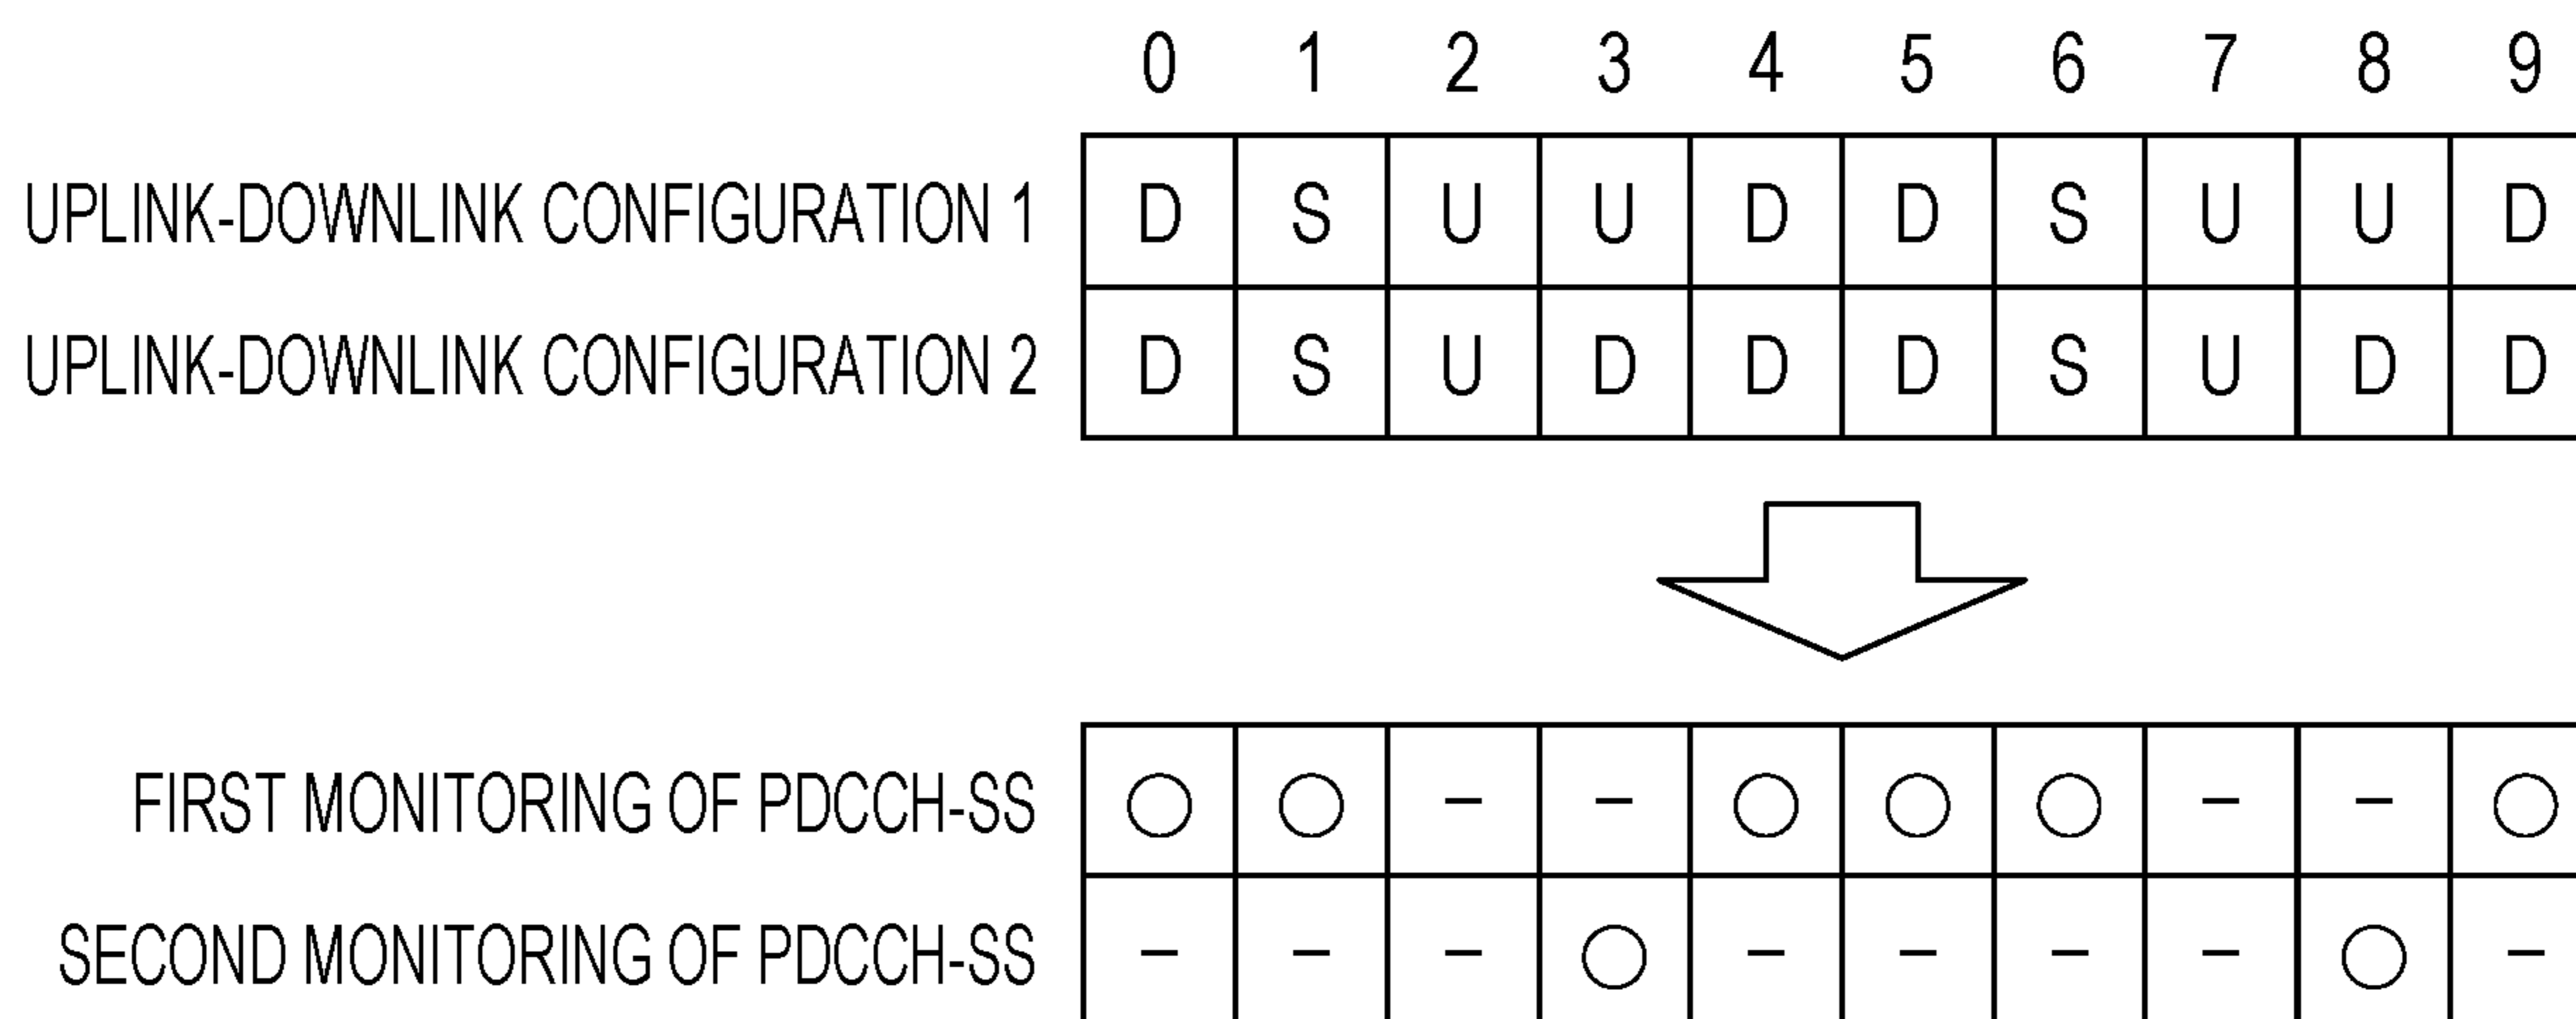 0 1 2 3 4 5 6 7 8 9
UPLINK-DOWNLINK CONFIGURATION 1 D S U U D D S U U D
UPLINK-DOWNLINK CONFIGURATION 2 D S U D D D S U D D
FIRST MONITORING OF PDCCH-SS ○ ○ - - ○ ○ ○ - - ○
SECOND MONITORING OF PDCCH-SS - - - ○ - - - - ○ -